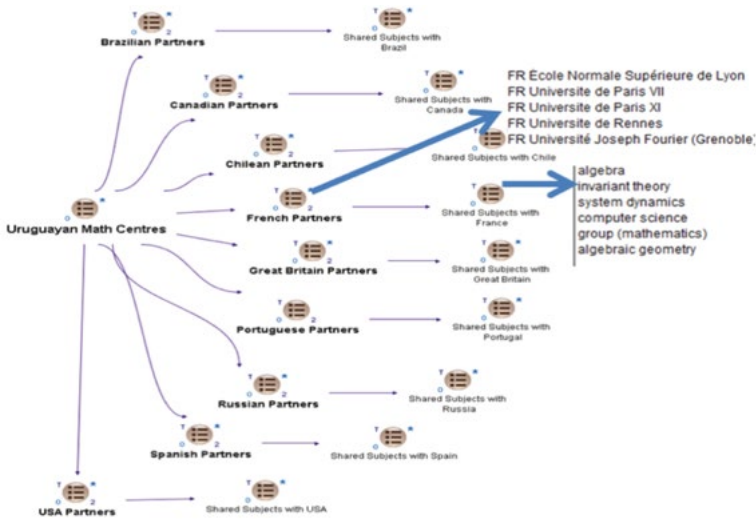 Brazilian Partners
Shared Subjects with
Brazil
Canadian Partners
Shared Subjects with
Canada
FR École Normale Supérieure de Lyon
FR Universite de Paris VII
FR Universite de Paris XI
FR Universite de Rennes
FR Université Joseph Fourier (Grenoble)
Chilean Partners
Shared Subjects with Chile
Uruguayan Math Centres
French Partners
Shared Subjects with
France
algebra
invariant theory
system dynamics
computer science
group (mathematics)
algebraic geometry
Great Britain Partners
Shared Subjects with
Great Britain
Portuguese Partners
Shared Subjects with
Portugal
Russian Partners
Shared Subjects with
Russia
Spanish Partners
Shared Subjects with Spain
USA Partners
Shared Subjects with USA